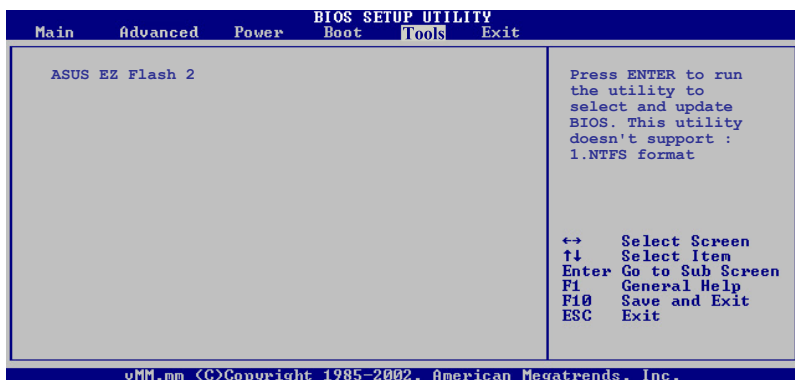 BIOS SETUP UTILITY
Main Advanced Power Boot Tools Exit
ASUS EZ Flash 2
Press ENTER to run
the utility to
select and update
BIOS. This utility
doesn't support :
1.NTFS format
←→ Select Screen
↑↓ Select Item
Enter Go to Sub Screen
F1 General Help
F10 Save and Exit
ESC Exit
vMM.mm (C)Copyright 1985-2002, American Megatrends, Inc.